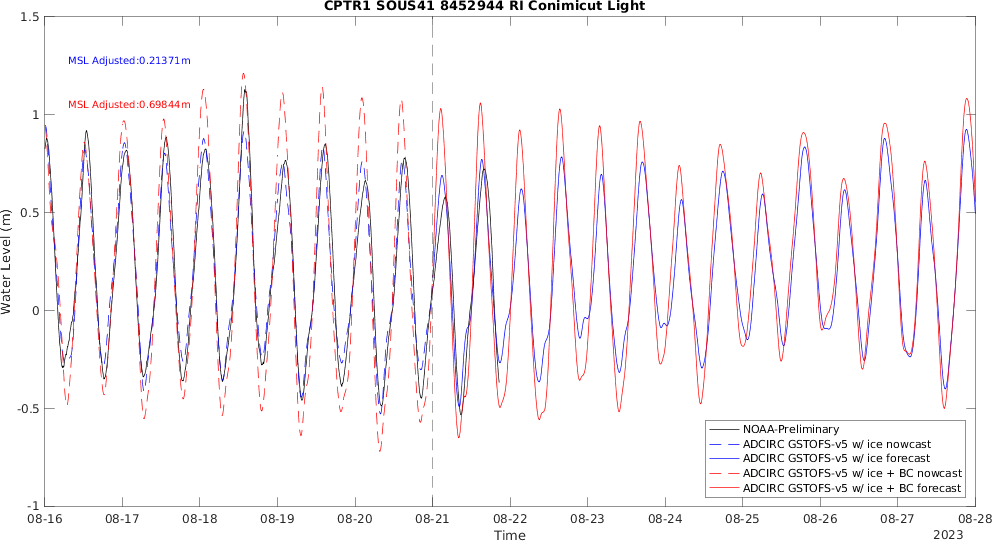 CPTR1 SOUS41 8452944 RI Conimicut Light
1.5
MSL Adjusted:0.21371m
MSL Adjusted:0.69844m
1
0.5
0
-0.5
-1
Water Level (m)
NOAA-Preliminary
ADCIRC GSTOFS-v5 w/ ice nowcast
ADCIRC GSTOFS-v5 w/ ice forecast
ADCIRC GSTOFS-v5 w/ ice + BC nowcast
ADCIRC GSTOFS-v5 w/ ice + BC forecast
08-16 08-17 08-18 08-19 08-20 08-21 08-22 08-23 08-24 08-25 08-26 08-27 08-28
Time
2023